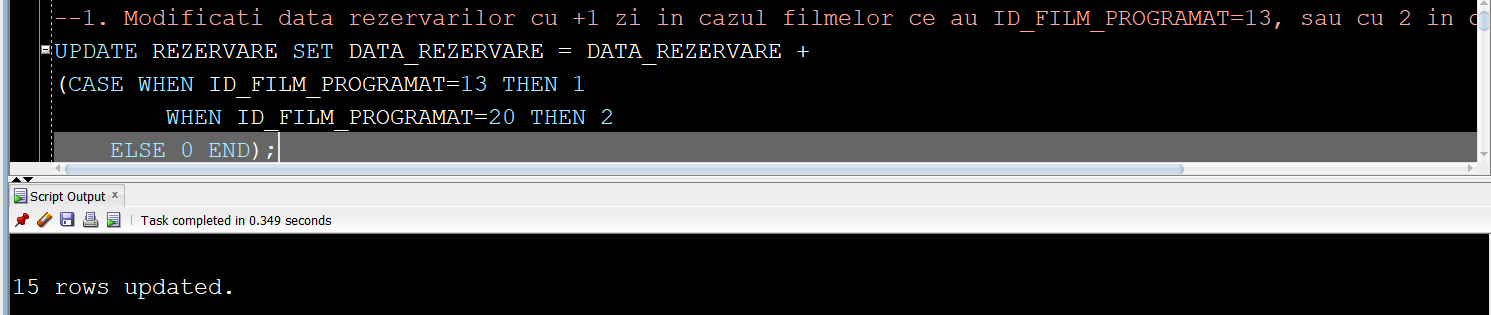 --1. Modificati data rezervarilor cu +1 zi in cazul filmelor ce au ID_FILM_PROGRAMAT=13, sau cu 2 in
UPDATE REZERVARE SET DATA_REZERVARE = DATA_REZERVARE +
(CASE WHEN ID_FILM_PROGRAMAT=13 THEN 1
WHEN ID_FILM_PROGRAMAT=20 THEN 2
ELSE 0 END);
Script Output x
Task completed in 0.349 seconds
15 rows updated.